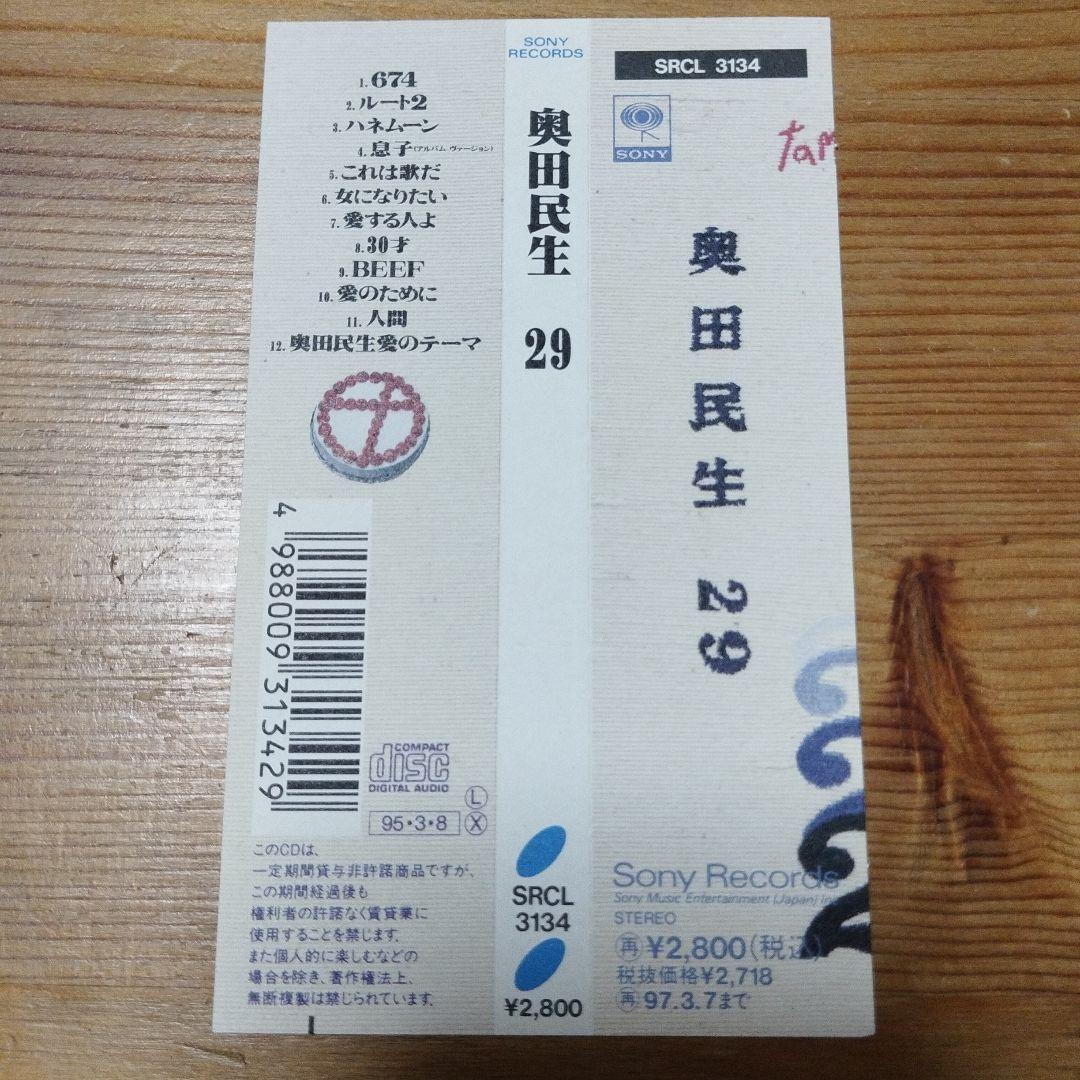 1. 674
2. ルート2
3. ハネムーン
4. 息子(アルバム ヴァージョン)
5. これは歌だ
6. 女になりたい
7. 愛する人よ
8. 30才
9. BEEF
10. 愛のために
11. 人間
12. 奥田民生愛のテーマ
4 988009 313429
COMPACT
disc
DIGITAL AUDIO
95・3・8
Ⓛ
Ⓧ
このCDは、
一定期間貸与非許諾商品ですが、
この期間経過後も
権利者の許諾なく賃貸業に
使用することを禁じます。
また個人的に楽しむなどの
場合を除き、著作権法上、
無断複製は禁じられています。
SONY
RECORDS
奥田民生 29
SRCL
3134
¥2,800
SRCL 3134
SONY
奥田民生 29
Sony Records
Sony Music Entertainment (Japan)
STEREO
㊢ ¥2,800(税込)
税抜価格¥2,718
97.3.7まで